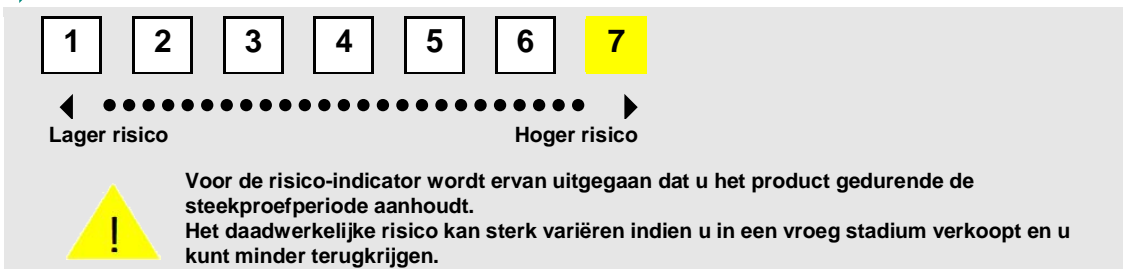 1 2 3 4 5 6 7
Lager risico Hoger risico
! Voor de risico-indicator wordt ervan uitgegaan dat u het product gedurende de
steekproefperiode aanhoudt.
Het daadwerkelijke risico kan sterk variëren indien u in een vroeg stadium verkoopt en u
kunt minder terugkrijgen.